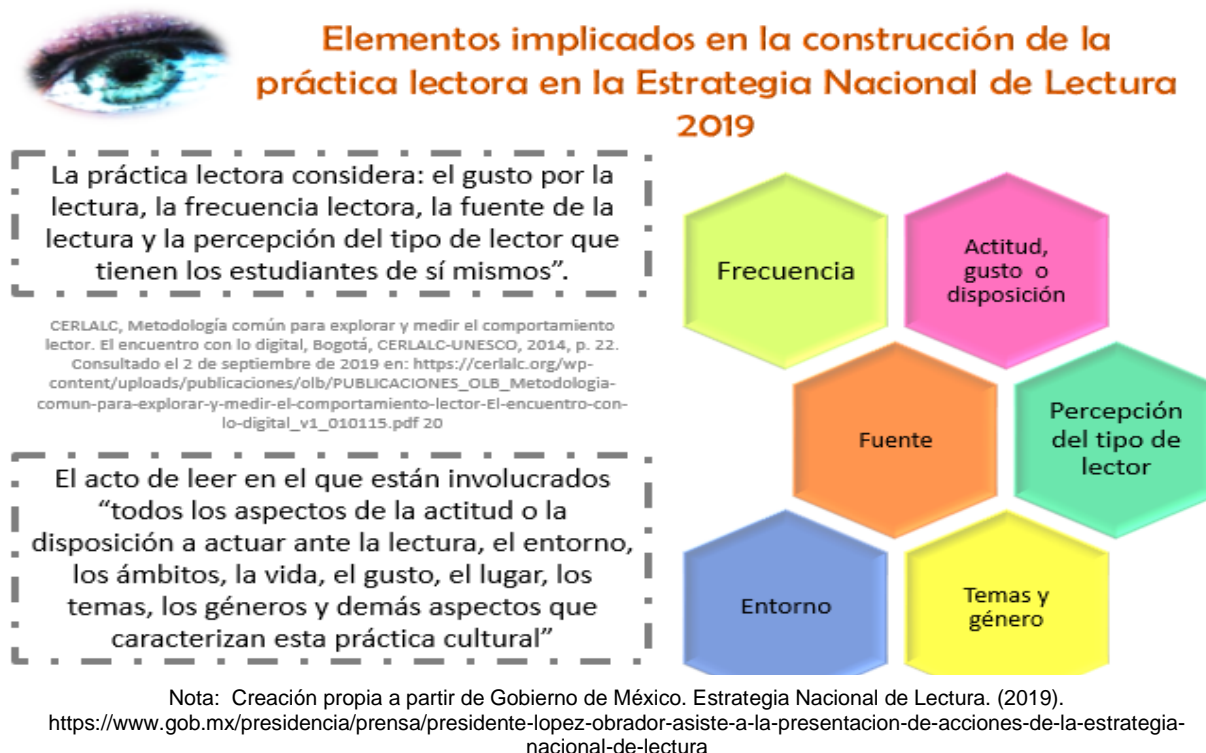 Elementos implicados en la construcción de la
práctica lectora en la Estrategia Nacional de Lectura
2019
La práctica lectora considera: el gusto por la
lectura, la frecuencia lectora, la fuente de la
lectura y la percepción del tipo de lector que
tienen los estudiantes de sí mismos”.
CERLALC, Metodología común para explorar y medir el comportamiento
lector. El encuentro con lo digital, Bogotá, CERLALC-UNESCO, 2014, p. 22.
Consultado el 2 de septiembre de 2019 en: https://cerlalc.org/wp-
content/uploads/publicaciones/olb/PUBLICACIONES_OLB_Metodologia-
comun-para-explorar-y-medir-el-comportamiento-lector-El-encuentro-con-
lo-digital_v1_010115.pdf 20
El acto de leer en el que están involucrados
“todos los aspectos de la actitud o la
disposición a actuar ante la lectura, el entorno,
los ámbitos, la vida, el gusto, el lugar, los
temas, los géneros y demás aspectos que
caracterizan esta práctica cultural”
Frecuencia
Actitud,
gusto o
disposición
Fuente
Percepción
del tipo de
lector
Entorno
Temas y
género
Nota: Creación propia a partir de Gobierno de México. Estrategia Nacional de Lectura. (2019).
https://www.gob.mx/presidencia/prensa/presidente-lopez-obrador-asiste-a-la-presentacion-de-acciones-de-la-estrategia-
nacional-de-lectura